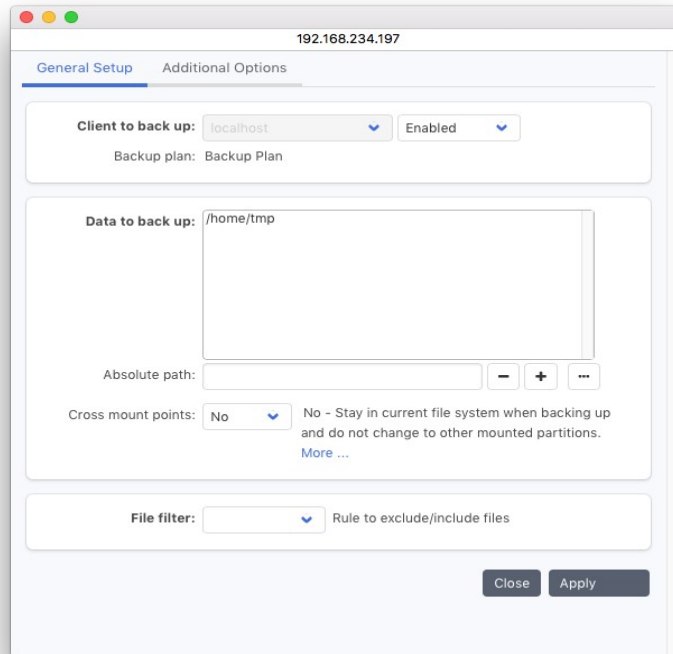 192.168.234.197
General Setup Additional Options
Client to back up: localhost Enabled
Backup plan: Backup Plan
Data to back up: /home/tmp
Absolute path:
Cross mount points: No No - Stay in current file system when backing up
and do not change to other mounted partitions.
More ...
File filter: Rule to exclude/include files
Close Apply